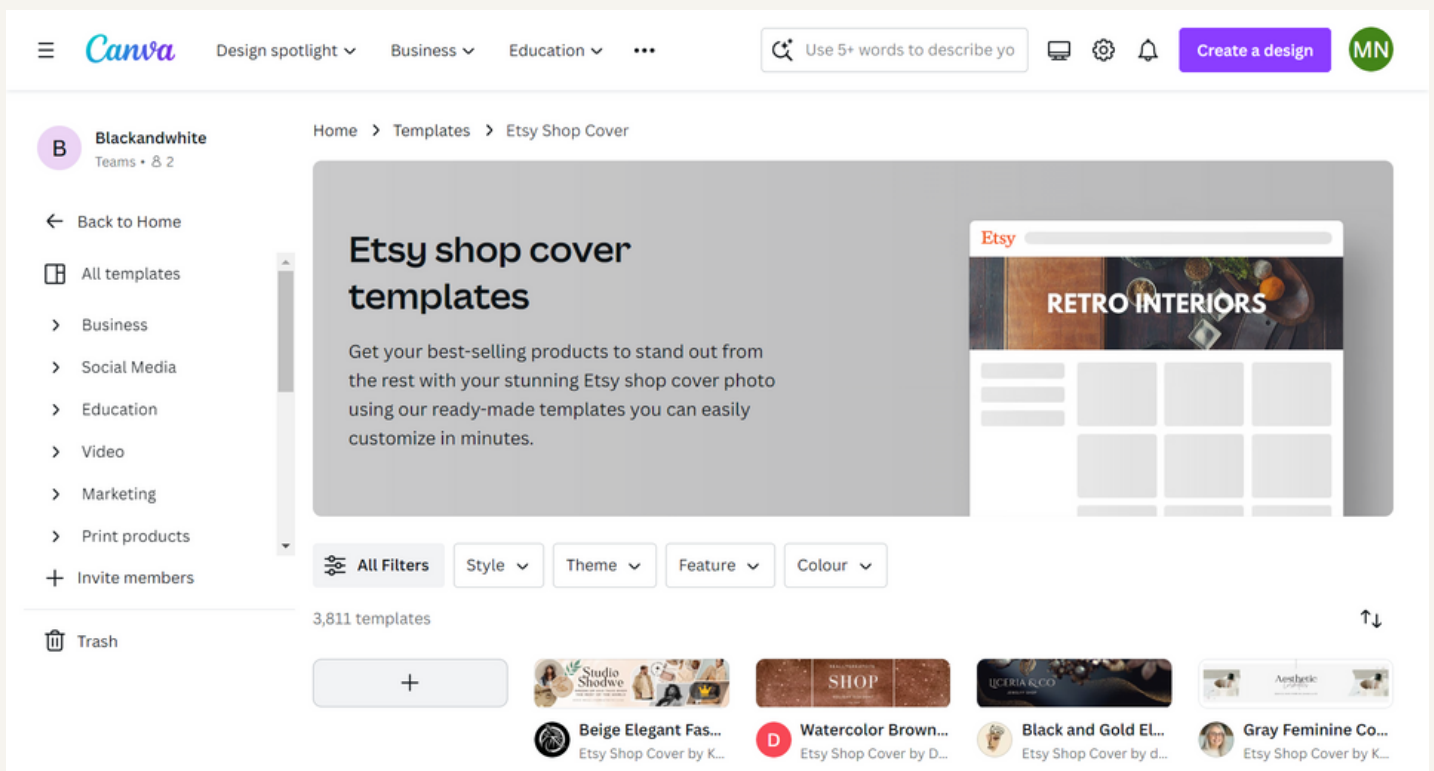 Canva
Design spotlight
Business
Education
Use 5+ words to describe yo
Create a design
MN
B
Blackandwhite
Teams • 2
Back to Home
All templates
Business
Social Media
Education
Video
Marketing
Print products
Invite members
Trash
Home > Templates > Etsy Shop Cover
Etsy shop cover
templates
Get your best-selling products to stand out from
the rest with your stunning Etsy shop cover photo
using our ready-made templates you can easily
customize in minutes.
Etsy
RETRO INTERIORS
All Filters
Style
Theme
Feature
Colour
3,811 templates
Studio
Shodwe
SHOP
LICERIA & CO
JEWELRY SHOP
Aesthetic
Beige Elegant Fas...
Etsy Shop Cover by K...
D
Watercolor Brown...
Etsy Shop Cover by D...
Black and Gold El...
Etsy Shop Cover by d...
Gray Feminine Co...
Etsy Shop Cover by K...